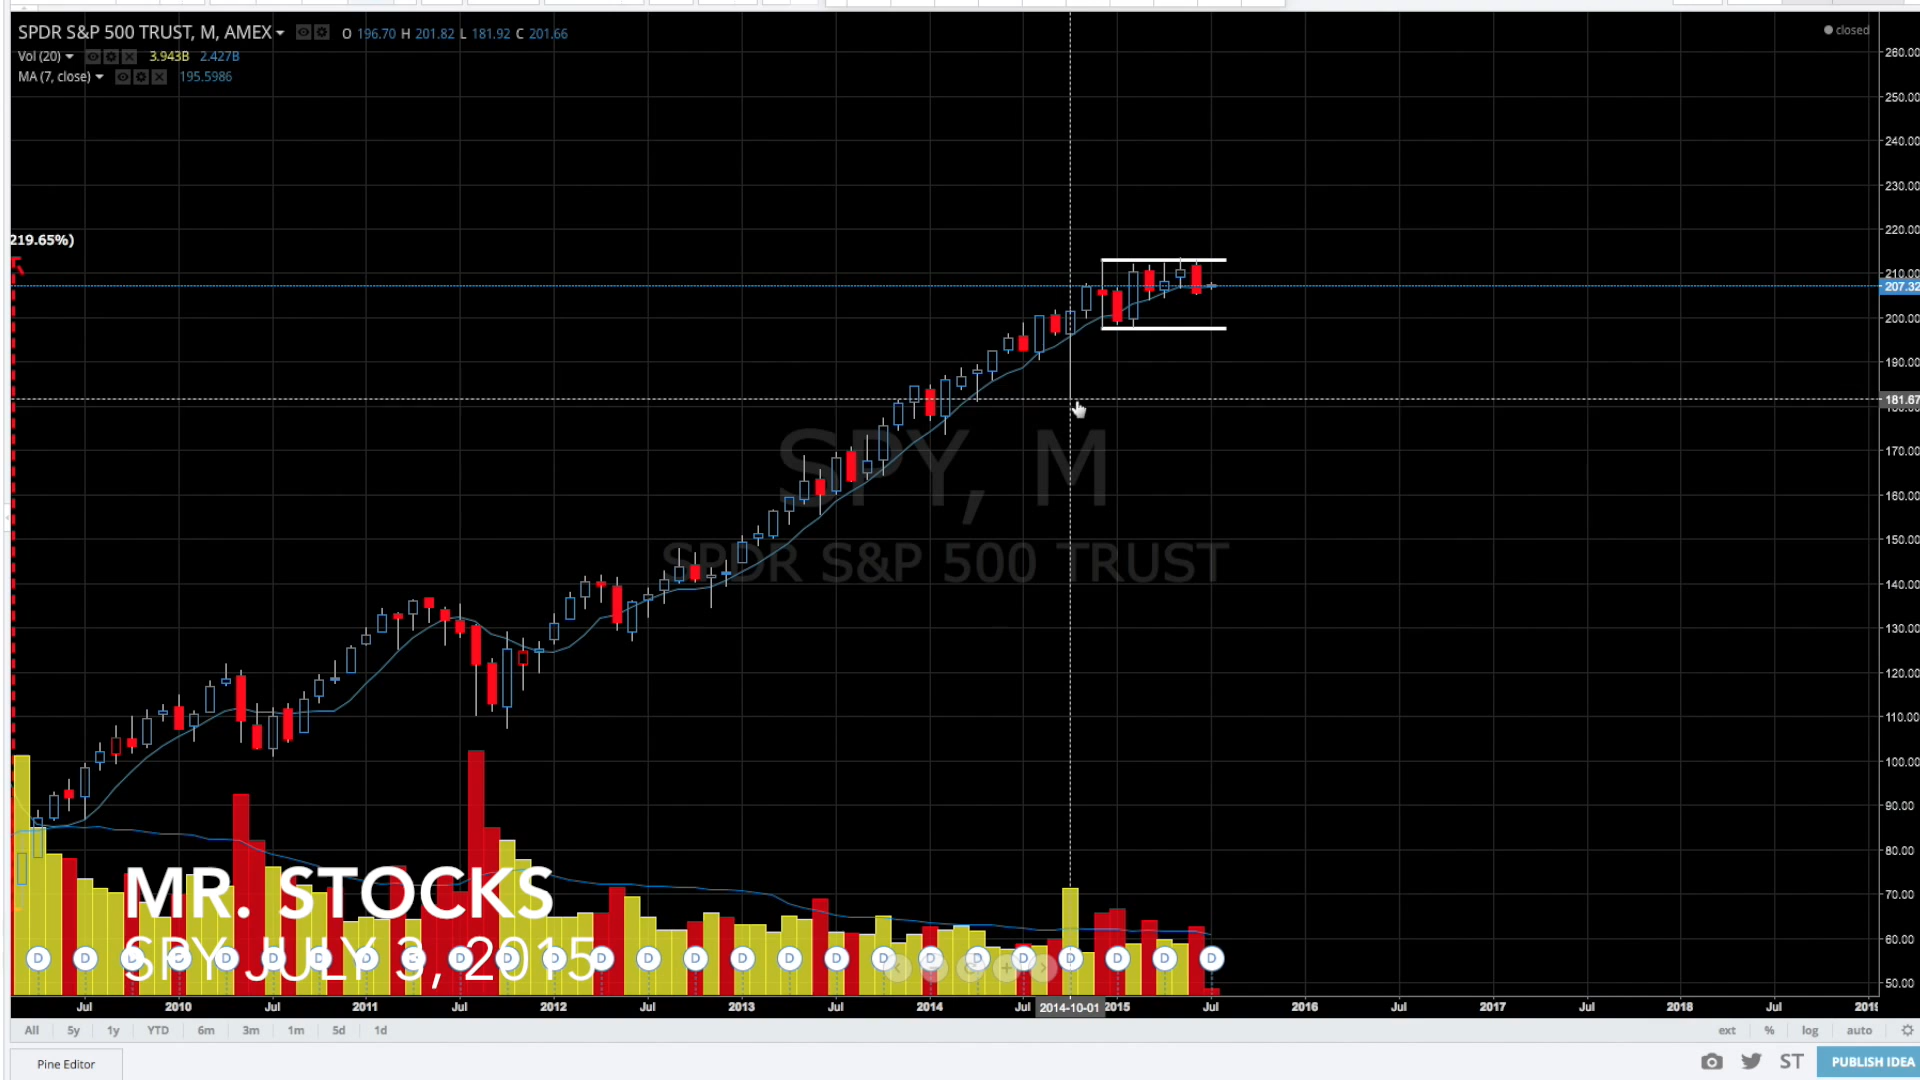 SPDR S&P 500 TRUST, M, AMEX O 196.70 H 201.82 L 181.92 C 201.66
closed
Vol (20) 3.943B 2.427B
MA (7, close) 195.5986
260.00
250.00
240.00
230.00
220.00
219.65%)
210.00
207.32
200.00
190.00
181.67
180.00
170.00
160.00
150.00
140.00
130.00
120.00
110.00
100.00
90.00
80.00
70.00
60.00
50.00
SPY, M
SPDR S&P 500 TRUST
MR. STOCKS
SPY JULY 3, 2015
D D D D D D D D D D D D D D D D D D D D D D D D D D
Jul 2010 Jul 2011 Jul 2012 Jul 2013 Jul 2014 Jul 2014-10-01 2015 Jul 2016 Jul 2017 Jul 2018 Jul 2019
All 5y 1y YTD 6m 3m 1m 5d 1d ext % log auto
Pine Editor ST PUBLISH IDEA